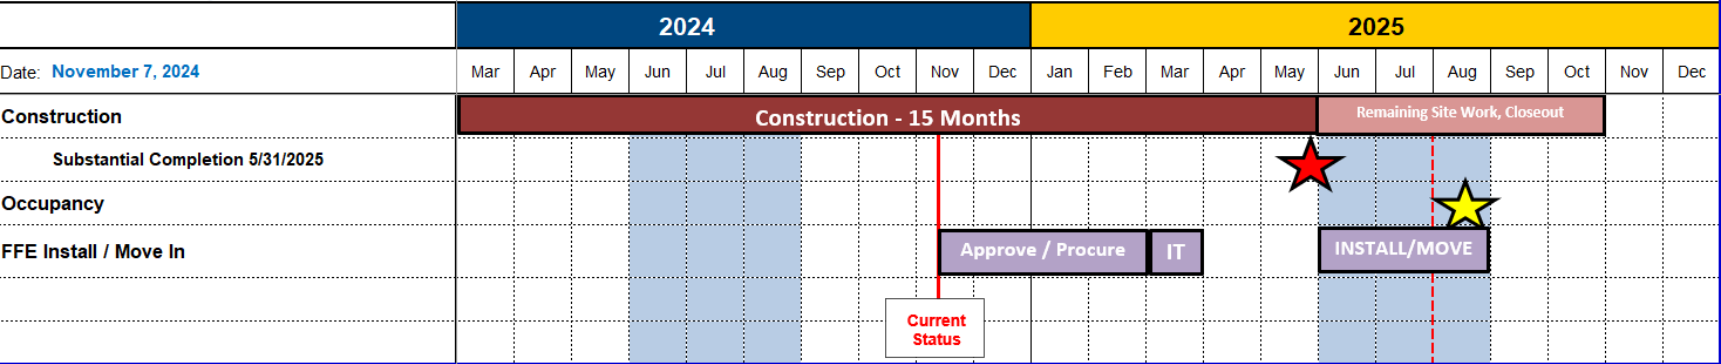 2024 2025
Date: November 7, 2024 Mar Apr May Jun Jul Aug Sep Oct Nov Dec Jan Feb Mar Apr May Jun Jul Aug Sep Oct Nov Dec
Construction Construction - 15 Months Remaining Site Work, Closeout
Substantial Completion 5/31/2025
Occupancy
FFE Install / Move In Approve / Procure IT INSTALL/MOVE
Current
Status